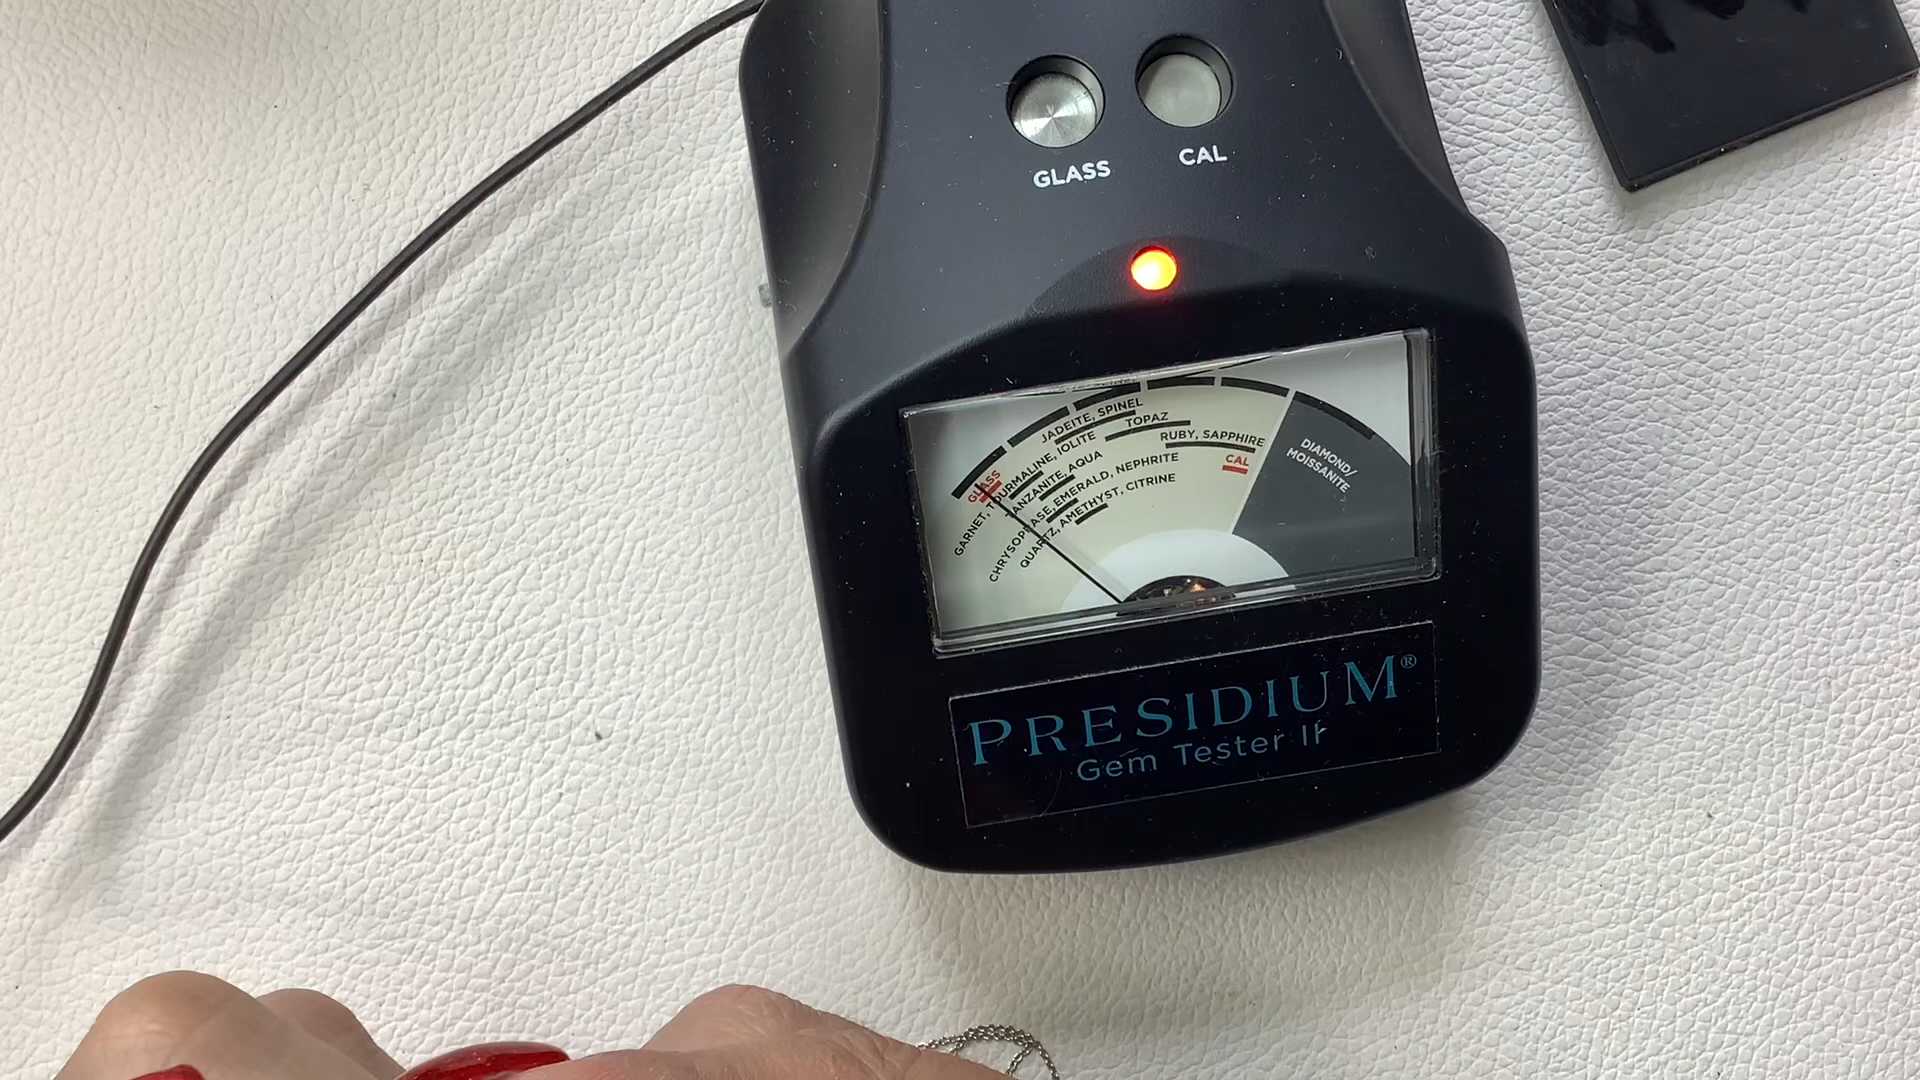 GLASS
CAL
JADEITE, SPINEL
TOPAZ
RUBY, SAPPHIRE
CAL
DIAMOND/
MOISSANITE
GLASS
GARNET, TOURMALINE, IOLITE
TANZANITE, AQUA
CHRYSOPRASE, EMERALD, NEPHRITE
QUARTZ, AMETHYST, CITRINE
PRESIDIUM®
Gem Tester II